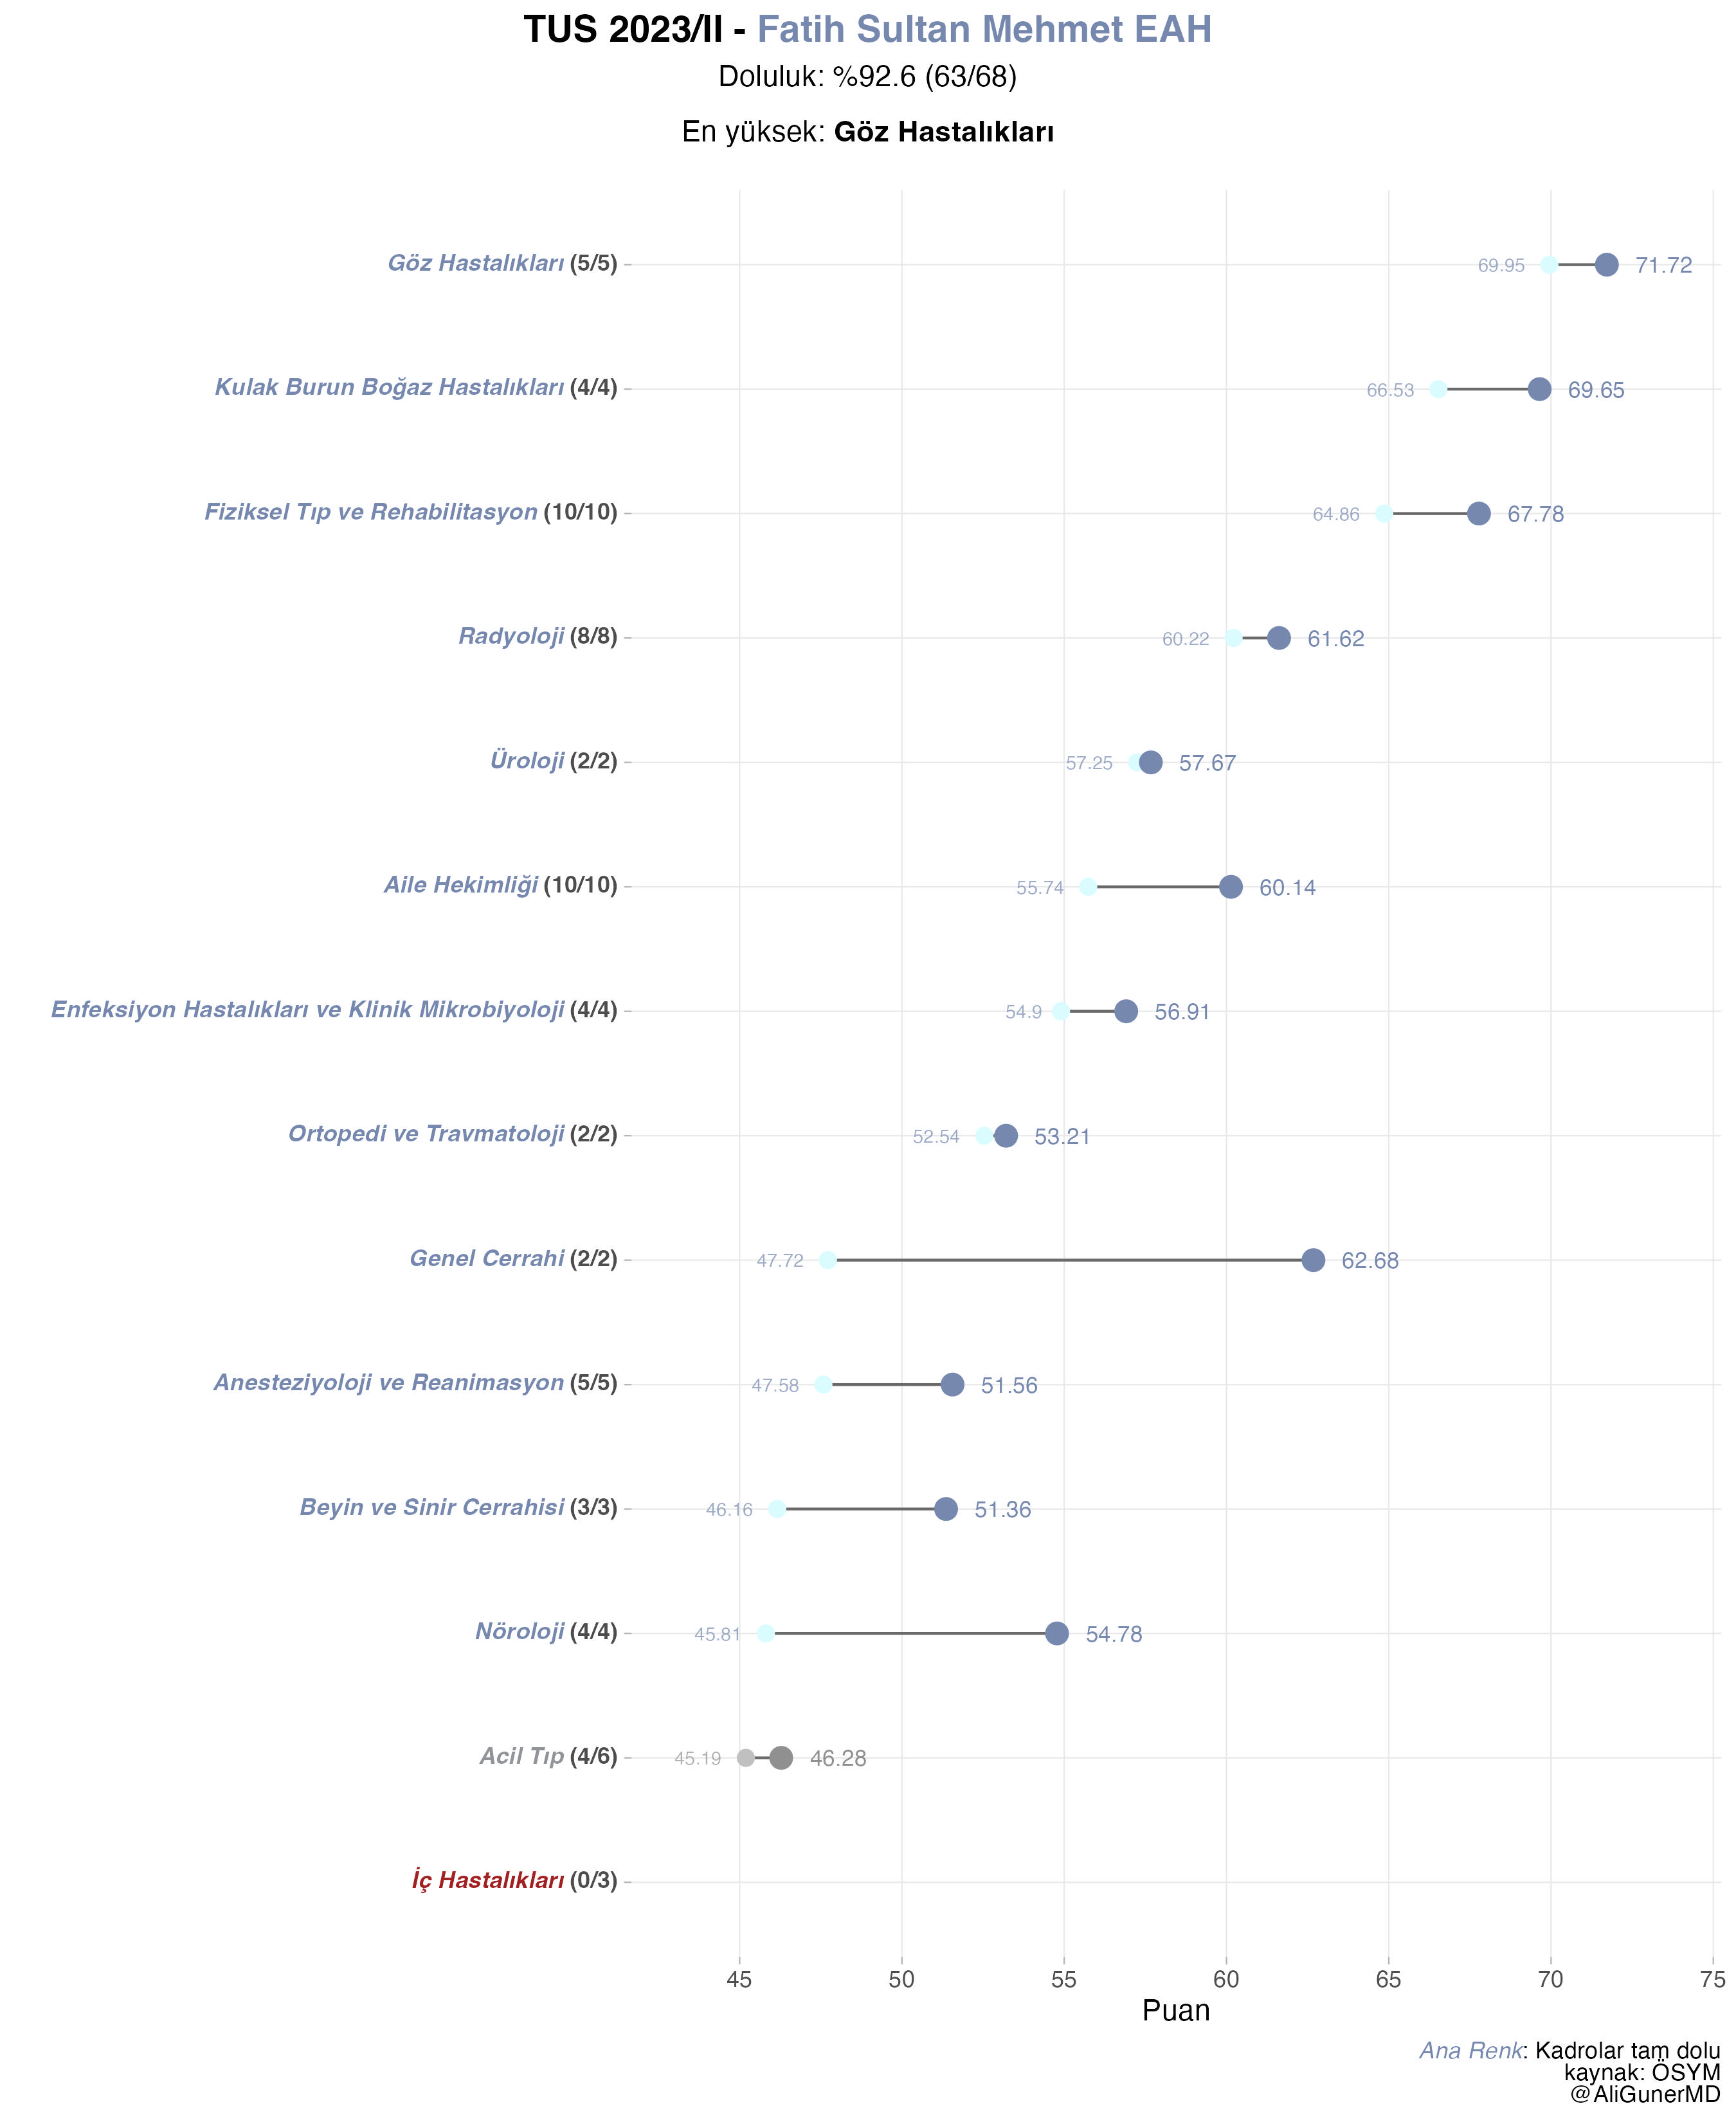 TUS 2023/II - Fatih Sultan Mehmet EAH
Doluluk: %92.6 (63/68)
En yüksek: Göz Hastalıkları
Göz Hastalıkları (5/5) 69.95 71.72
Kulak Burun Boğaz Hastalıkları (4/4) 66.53 69.65
Fiziksel Tıp ve Rehabilitasyon (10/10) 64.86 67.78
Radyoloji (8/8) 60.22 61.62
Üroloji (2/2) 57.25 57.67
Aile Hekimliği (10/10) 55.74 60.14
Enfeksiyon Hastalıkları ve Klinik Mikrobiyoloji (4/4) 54.9 56.91
Ortopedi ve Travmatoloji (2/2) 52.54 53.21
Genel Cerrahi (2/2) 47.72 62.68
Anesteziyoloji ve Reanimasyon (5/5) 47.58 51.56
Beyin ve Sinir Cerrahisi (3/3) 46.16 51.36
Nöroloji (4/4) 45.81 54.78
Acil Tıp (4/6) 45.19 46.28
İç Hastalıkları (0/3)
45 50 55 60 65 70 75
Puan
Ana Renk: Kadrolar tam dolu
kaynak: ÖSYM
@AliGunerMD